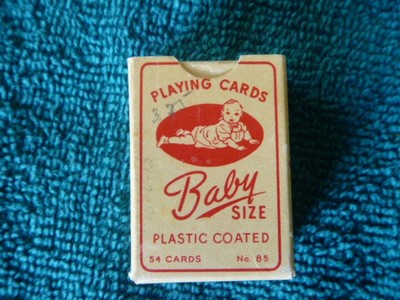 PLAYING CARDS
Baby
SIZE
PLASTIC COATED
54 CARDS No. 85